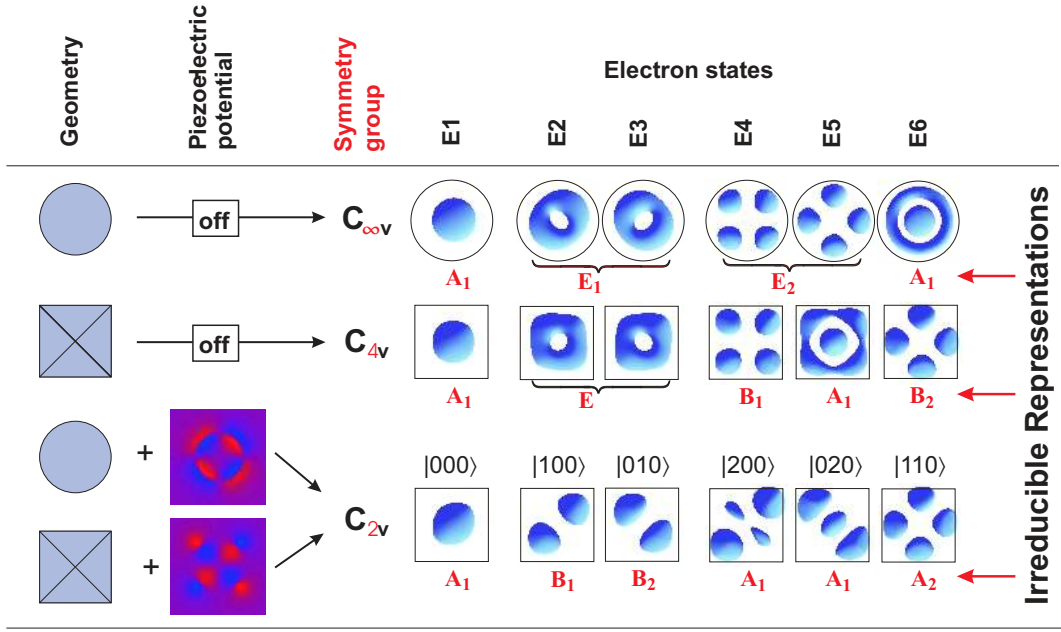 Geometry
Piezoelectric
potential
Symmetry
group
Electron states
E1 E2 E3 E4 E5 E6
off C∞v
A1 E1 E2 A1
off C4v
A1 E B1 A1 B2
+
|000⟩ |100⟩ |010⟩ |200⟩ |020⟩ |110⟩
C2v
+
A1 B1 B2 A1 A1 A2
Irreducible Representations